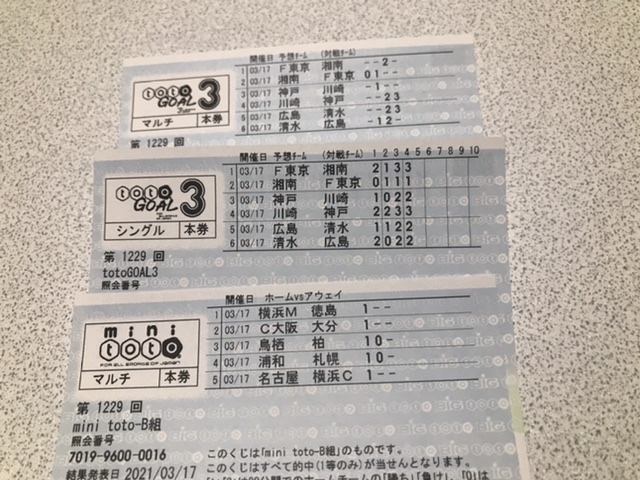 開催日 予想ﾁｰﾑ (対戦ﾁｰﾑ)
1 03/17 Ｆ東京 湘南 --2-
2 03/17 湘南 Ｆ東京 01--
3 03/17 神戸 川崎 -1--
4 03/17 川崎 神戸 --23
5 03/17 広島 清水 --23
6 03/17 清水 広島 -12-
toto GOAL 3
マルチ 本券
第 1229 回
開催日 予想ﾁｰﾑ (対戦ﾁｰﾑ) 1 2 3 4 5 6 7 8 9 10
1 03/17 Ｆ東京 湘南 2133
2 03/17 湘南 Ｆ東京 0111
3 03/17 神戸 川崎 1022
4 03/17 川崎 神戸 2233
5 03/17 広島 清水 1122
6 03/17 清水 広島 2022
toto GOAL 3
シングル 本券
第 1229 回
totoGOAL3
照会番号
開催日 ホームvsアウェイ
1 03/17 横浜Ｍ 徳島 1--
2 03/17 Ｃ大阪 大分 1--
3 03/17 鳥栖 柏 10-
4 03/17 浦和 札幌 10-
5 03/17 名古屋 横浜Ｃ 1--
mini toto
FOR ALL SPORTS OF JAPAN
マルチ 本券
第 1229 回
mini toto-B組
照会番号
7019-9600-0016
結果発表日 2021/03/17
このくじは「mini toto-B組」のものです。
このくじはすべて的中(1等のみ)が当せんとなります。